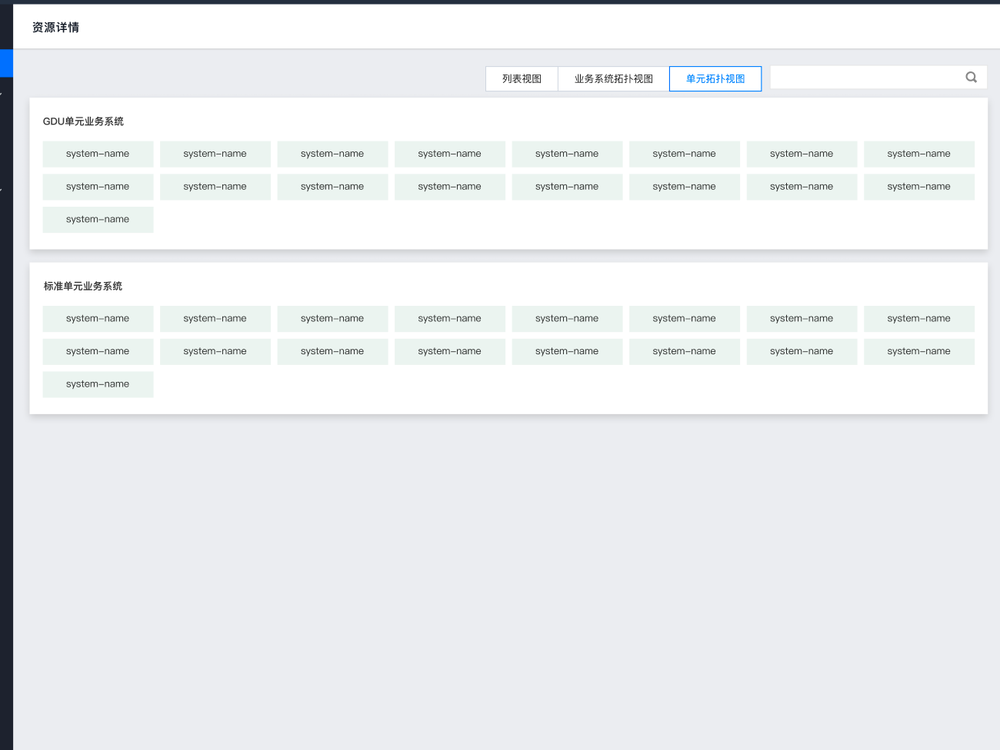 资源详情
列表视图 业务系统拓扑视图 单元拓扑视图
GDU单元业务系统
system-name system-name system-name system-name system-name system-name system-name system-name
system-name system-name system-name system-name system-name system-name system-name system-name
system-name
标准单元业务系统
system-name system-name system-name system-name system-name system-name system-name system-name
system-name system-name system-name system-name system-name system-name system-name system-name
system-name